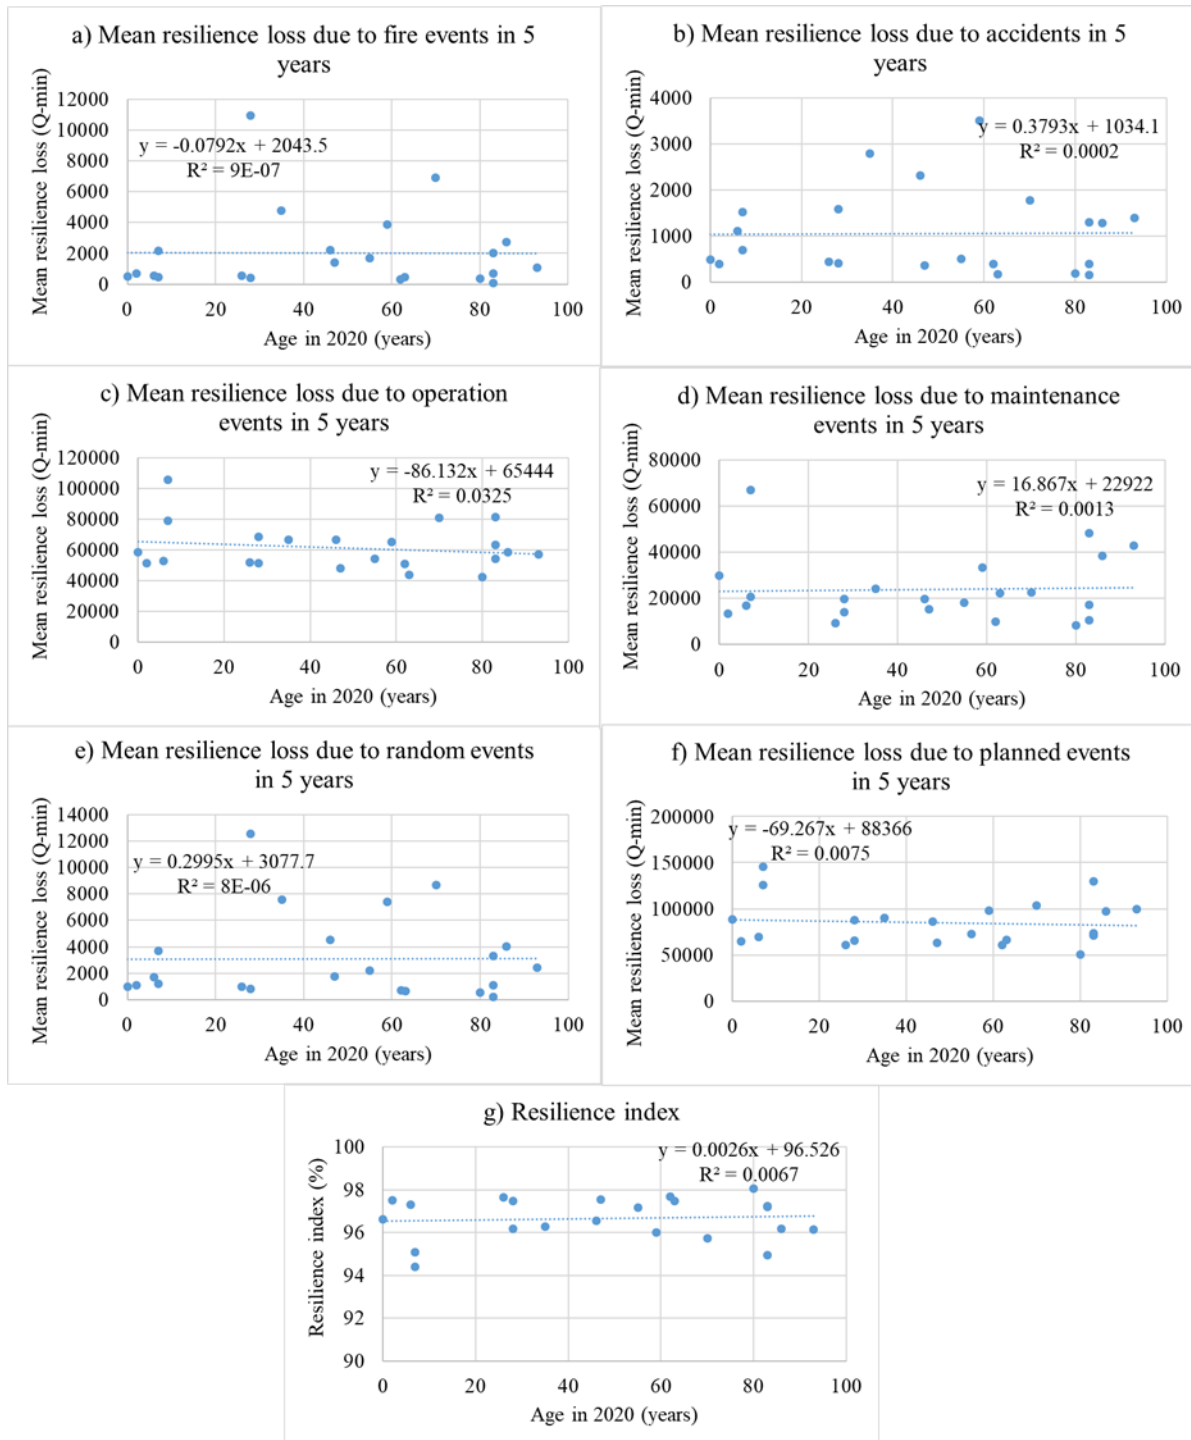 a) Mean resilience loss due to fire events in 5
years
Mean resilience loss (Q-min)
12000
10000
8000
6000
4000
2000
0
y = -0.0792x + 2043.5
R² = 9E-07
0 20 40 60 80 100
Age in 2020 (years)
b) Mean resilience loss due to accidents in 5
years
Mean resilience loss (Q-min)
4000
3000
2000
1000
0
y = 0.3793x + 1034.1
R² = 0.0002
0 20 40 60 80 100
Age in 2020 (years)
c) Mean resilience loss due to operation
events in 5 years
Mean resilience loss (Q-min)
120000
100000
80000
60000
40000
20000
0
y = -86.132x + 65444
R² = 0.0325
0 20 40 60 80 100
Age in 2020 (years)
d) Mean resilience loss due to maintenance
events in 5 years
Mean resilience loss (Q-min)
80000
60000
40000
20000
0
y = 16.867x + 22922
R² = 0.0013
0 20 40 60 80 100
Age in 2020 (years)
e) Mean resilience loss due to random events
in 5 years
Mean resilience loss (Q-min)
14000
12000
10000
8000
6000
4000
2000
0
y = 0.2995x + 3077.7
R² = 8E-06
0 20 40 60 80 100
Age in 2020 (years)
f) Mean resilience loss due to planned events
in 5 years
Mean resilience loss (Q-min)
200000
150000
100000
50000
0
y = -69.267x + 88366
R² = 0.0075
0 20 40 60 80 100
Age in 2020 (years)
g) Resilience index
Resilience index (%)
100
98
96
94
92
90
y = 0.0026x + 96.526
R² = 0.0067
0 20 40 60 80 100
Age in 2020 (years)